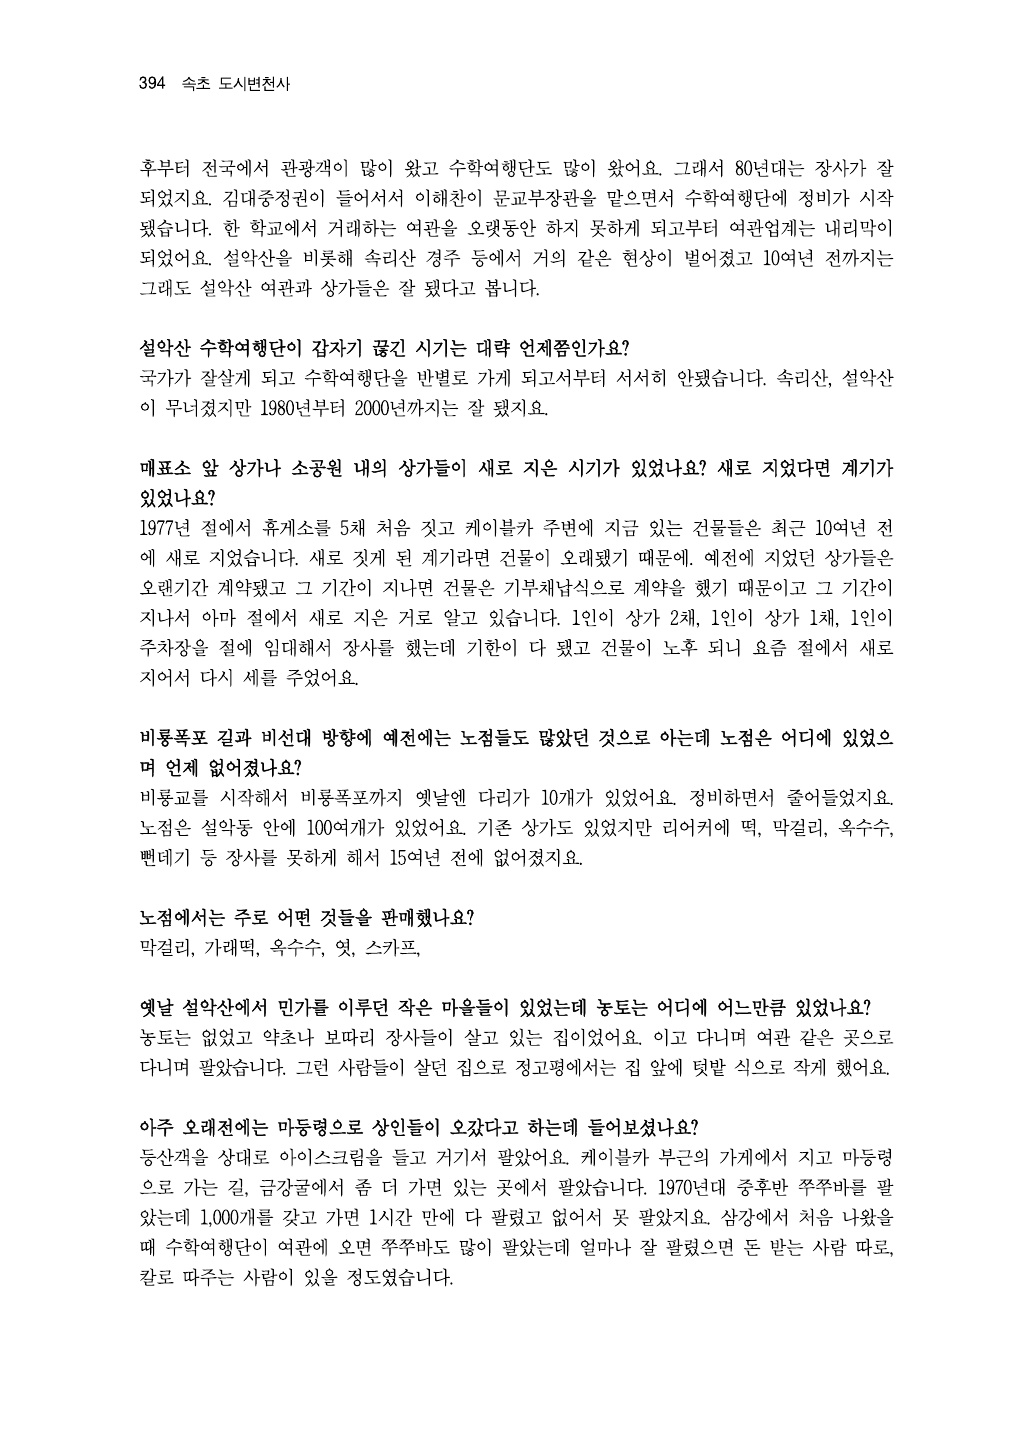 394 속초 도시변천사
후부터 전국에서 관광객이 많이 왔고 수학여행단도 많이 왔어요. 그래서 80년대는 장사가 잘
되었지요. 김대중정권이 들어서서 이해찬이 문교부장관을 맡으면서 수학여행단에 정비가 시작
됐습니다. 한 학교에서 거래하는 여관을 오랫동안 하지 못하게 되고부터 여관업계는 내리막이
되었어요. 설악산을 비롯해 속리산 경주 등에서 거의 같은 현상이 벌어졌고 10여년 전까지는
그래도 설악산 여관과 상가들은 잘 됐다고 봅니다.
설악산 수학여행단이 갑자기 끊긴 시기는 대략 언제쯤인가요?
국가가 잘살게 되고 수학여행단을 반별로 가게 되고서부터 서서히 안됐습니다. 속리산, 설악산
이 무너졌지만 1980년부터 2000년까지는 잘 됐지요.
매표소 앞 상가나 소공원 내의 상가들이 새로 지은 시기가 있었나요? 새로 지었다면 계기가
있었나요?
1977년 절에서 휴게소를 5채 처음 짓고 케이블카 주변에 지금 있는 건물들은 최근 10여년 전
에 새로 지었습니다. 새로 짓게 된 계기라면 건물이 오래됐기 때문에. 예전에 지었던 상가들은
오랜기간 계약됐고 그 기간이 지나면 건물은 기부채납식으로 계약을 했기 때문이고 그 기간이
지나서 아마 절에서 새로 지은 거로 알고 있습니다. 1인이 상가 2채, 1인이 상가 1채, 1인이
주차장을 절에 임대해서 장사를 했는데 기한이 다 됐고 건물이 노후 되니 요즘 절에서 새로
지어서 다시 세를 주었어요.
비룡폭포 길과 비선대 방향에 예전에는 노점들도 많았던 것으로 아는데 노점은 어디에 있었으
며 언제 없어졌나요?
비룡교를 시작해서 비룡폭포까지 옛날엔 다리가 10개가 있었어요. 정비하면서 줄어들었지요.
노점은 설악동 안에 100여개가 있었어요. 기존 상가도 있었지만 리어커에 떡, 막걸리, 옥수수,
뻔데기 등 장사를 못하게 해서 15여년 전에 없어졌지요.
노점에서는 주로 어떤 것들을 판매했나요?
막걸리, 가래떡, 옥수수, 엿, 스카프,
옛날 설악산에서 민가를 이루던 작은 마을들이 있었는데 농토는 어디에 어느만큼 있었나요?
농토는 없었고 약초나 보따리 장사들이 살고 있는 집이었어요. 이고 다니며 여관 같은 곳으로
다니며 팔았습니다. 그런 사람들이 살던 집으로 정고평에서는 집 앞에 텃밭 식으로 작게 했어요.
아주 오래전에는 마등령으로 상인들이 오갔다고 하는데 들어보셨나요?
등산객을 상대로 아이스크림을 들고 거기서 팔았어요. 케이블카 부근의 가게에서 지고 마등령
으로 가는 길, 금강굴에서 좀 더 가면 있는 곳에서 팔았습니다. 1970년대 중후반 쭈쭈바를 팔
았는데 1,000개를 갖고 가면 1시간 만에 다 팔렸고 없어서 못 팔았지요. 삼강에서 처음 나왔을
때 수학여행단이 여관에 오면 쭈쭈바도 많이 팔았는데 얼마나 잘 팔렸으면 돈 받는 사람 따로,
칼로 따주는 사람이 있을 정도였습니다.